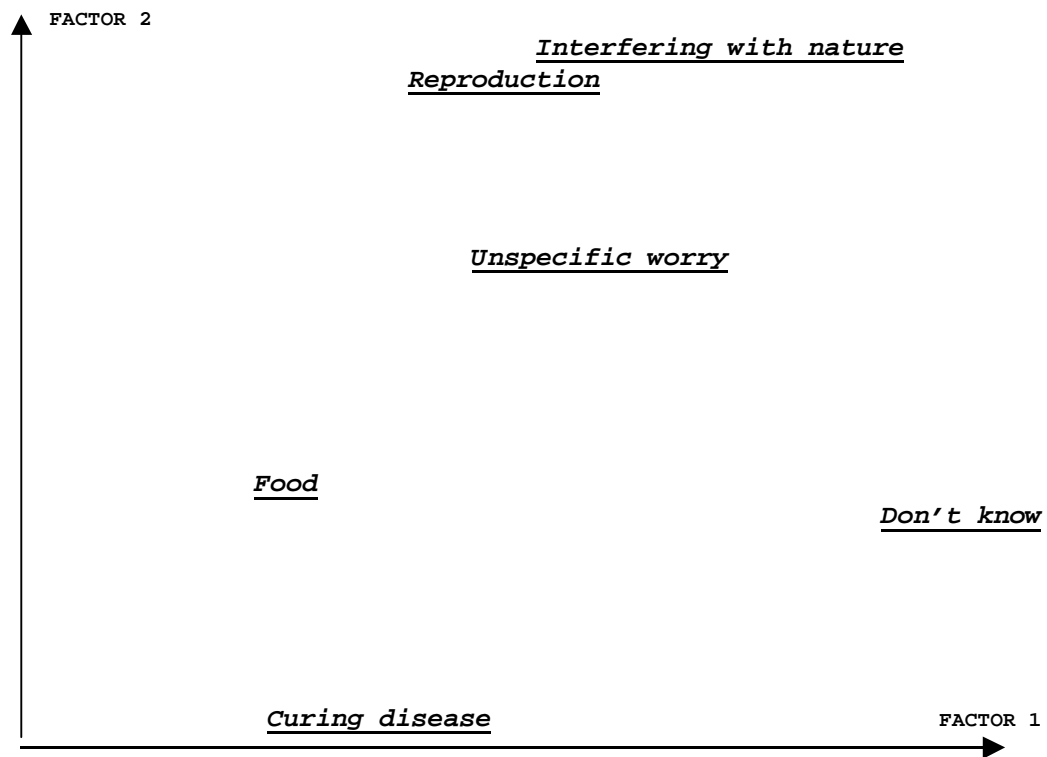 FACTOR 2
Interfering with nature
Reproduction
Unspecific worry
Food
Don’t know
Curing disease
FACTOR 1